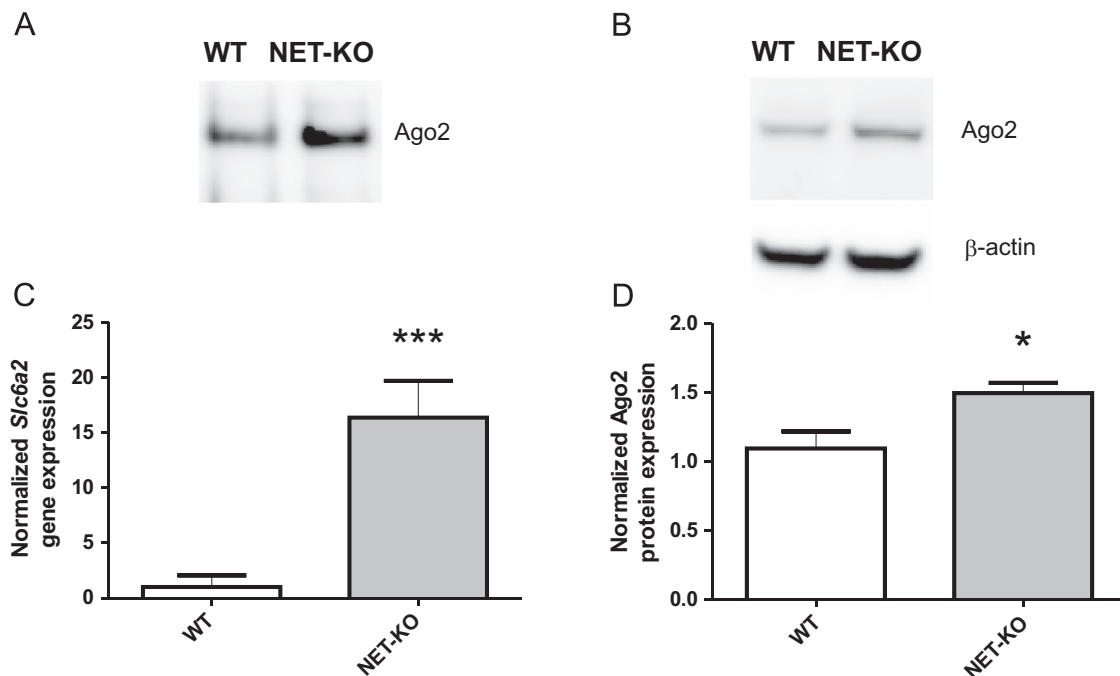 A
WT NET-KO
Ago2
B
WT NET-KO
Ago2
β-actin
C
Normalized Slc6a2
gene expression
25
20
15
10
5
0
***
WT
NET-KO
D
Normalized Ago2
protein expression
2.0
1.5
1.0
0.5
0.0
*
WT
NET-KO